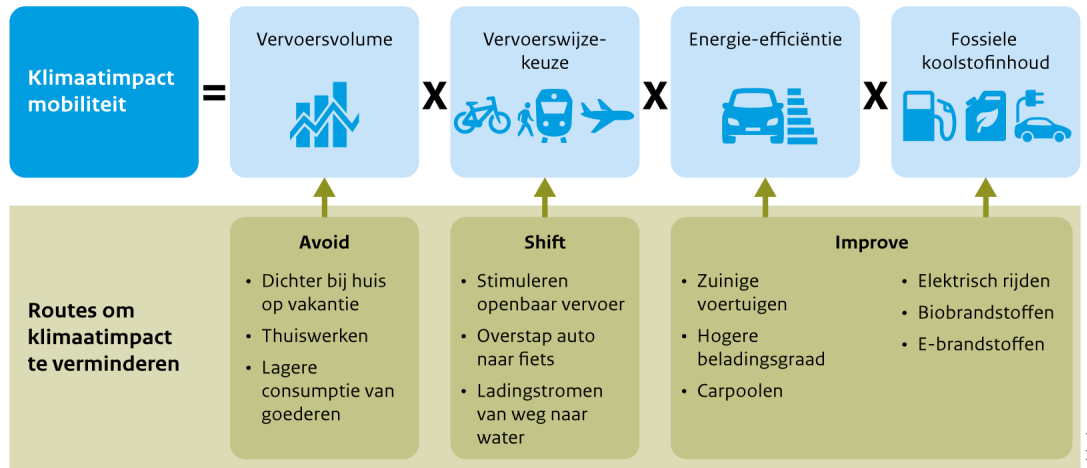 Klimaatimpact
mobiliteit
=
Vervoersvolume
X
Vervoerswijze-
keuze
X
Energie-efficiëntie
X
Fossiele
koolstofinhoud
Routes om
klimaatimpact
te verminderen
Avoid
• Dichter bij huis
op vakantie
• Thuiswerken
• Lagere
consumptie van
goederen
Shift
• Stimuleren
openbaar vervoer
• Overstap auto
naar fiets
• Ladingstromen
van weg naar
water
Improve
• Zuinige
voertuigen
• Hogere
beladingsgraad
• Carpoolen
• Elektrisch rijden
• Biobrandstoffen
• E-brandstoffen